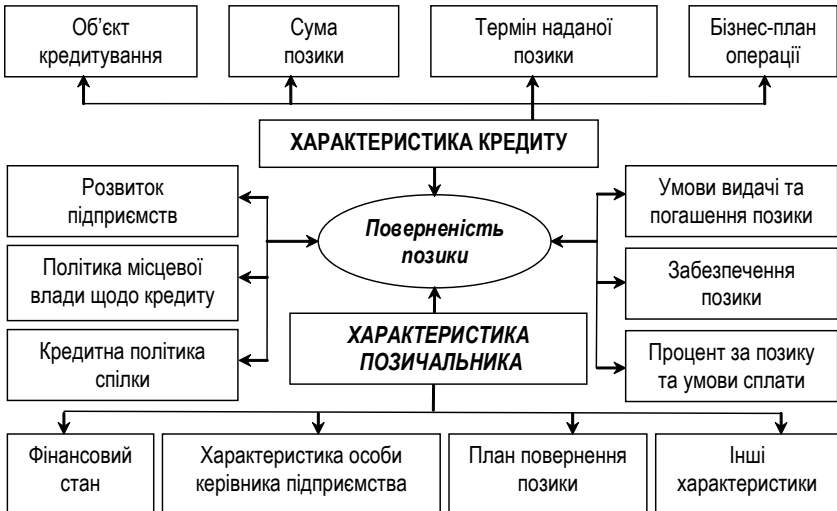 Об’єкт
кредитування
Сума
позики
Термін наданої
позики
Бізнес-план
операції
ХАРАКТЕРИСТИКА КРЕДИТУ
Розвиток
підприємств
Політика місцевої
влади щодо кредиту
Кредитна політика
спілки
Поверненість
позики
Умови видачі та
погашення позики
Забезпечення
позики
Процент за позику
та умови сплати
ХАРАКТЕРИСТИКА
ПОЗИЧАЛЬНИКА
Фінансовий
стан
Характеристика особи
керівника підприємства
План повернення
позики
Інші
характеристики